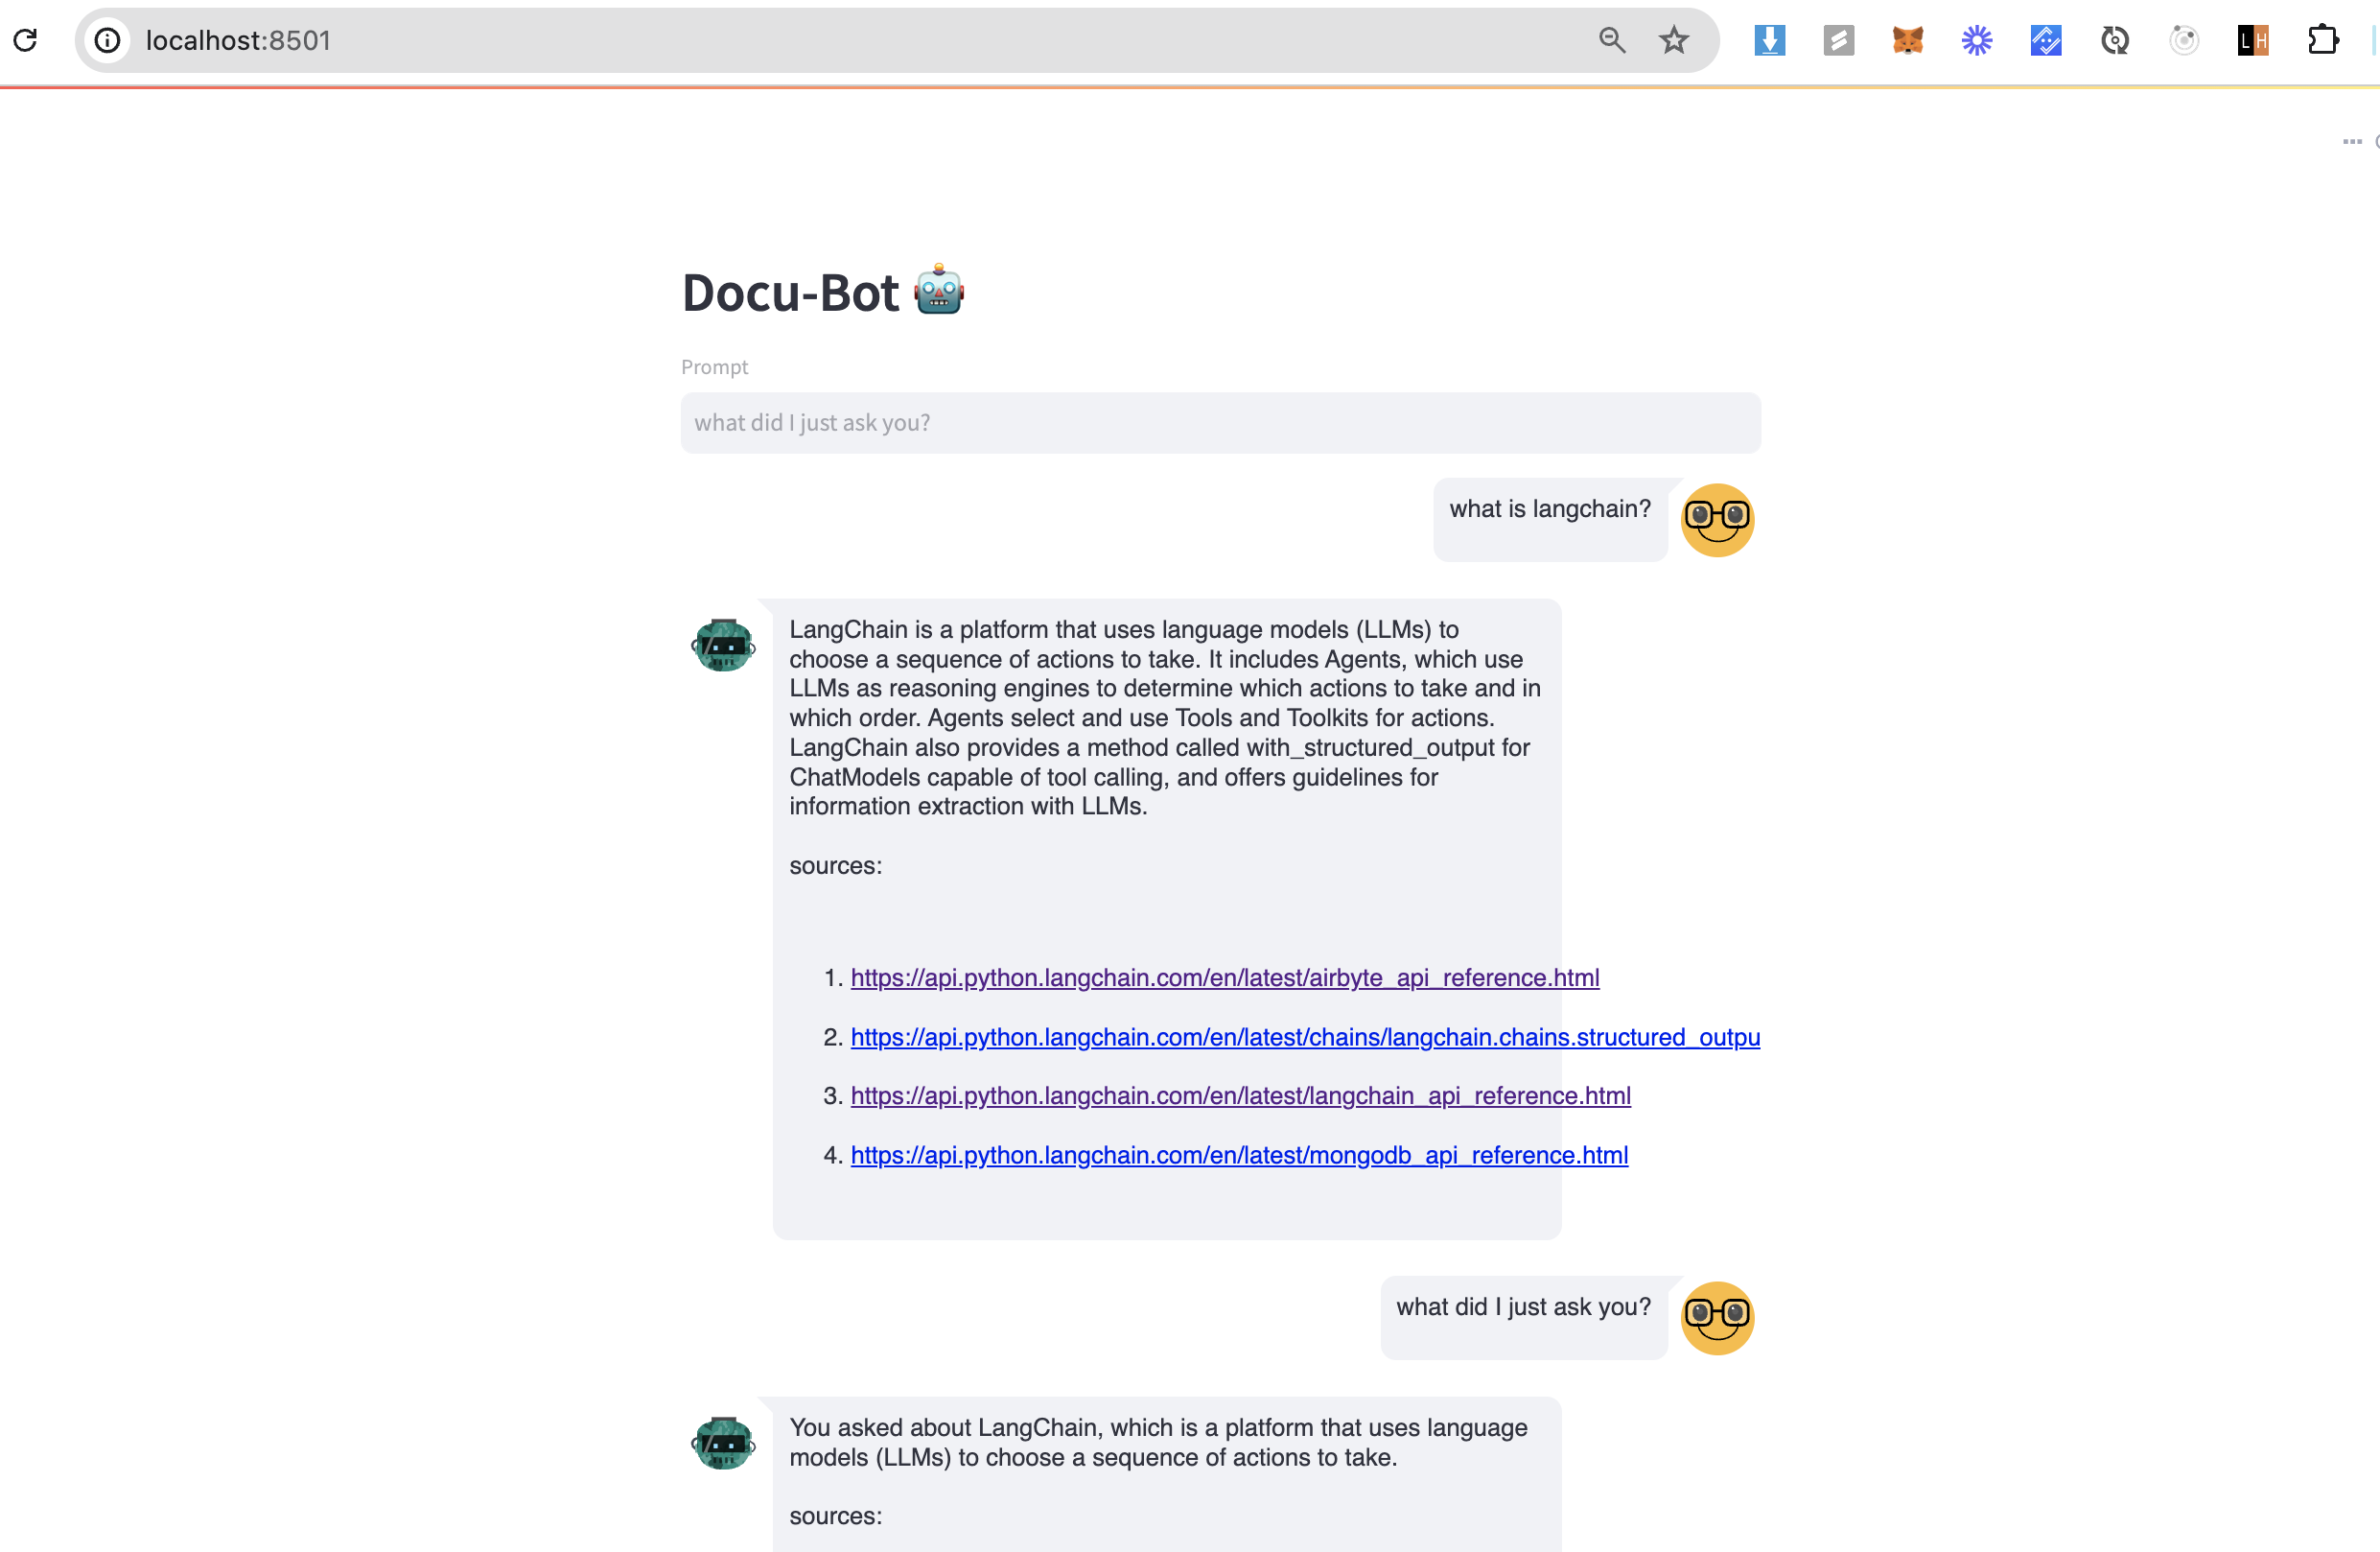 localhost:8501
L H
Docu-Bot
Prompt
what did I just ask you?
what is langchain?
LangChain is a platform that uses language models (LLMs) to
choose a sequence of actions to take. It includes Agents, which use
LLMs as reasoning engines to determine which actions to take and in
which order. Agents select and use Tools and Toolkits for actions.
LangChain also provides a method called with_structured_output for
ChatModels capable of tool calling, and offers guidelines for
information extraction with LLMs.
sources:
1. https://api.python.langchain.com/en/latest/airbyte_api_reference.html
2. https://api.python.langchain.com/en/latest/chains/langchain.chains.structured_outpu
3. https://api.python.langchain.com/en/latest/langchain_api_reference.html
4. https://api.python.langchain.com/en/latest/mongodb_api_reference.html
what did I just ask you?
You asked about LangChain, which is a platform that uses language
models (LLMs) to choose a sequence of actions to take.
sources: